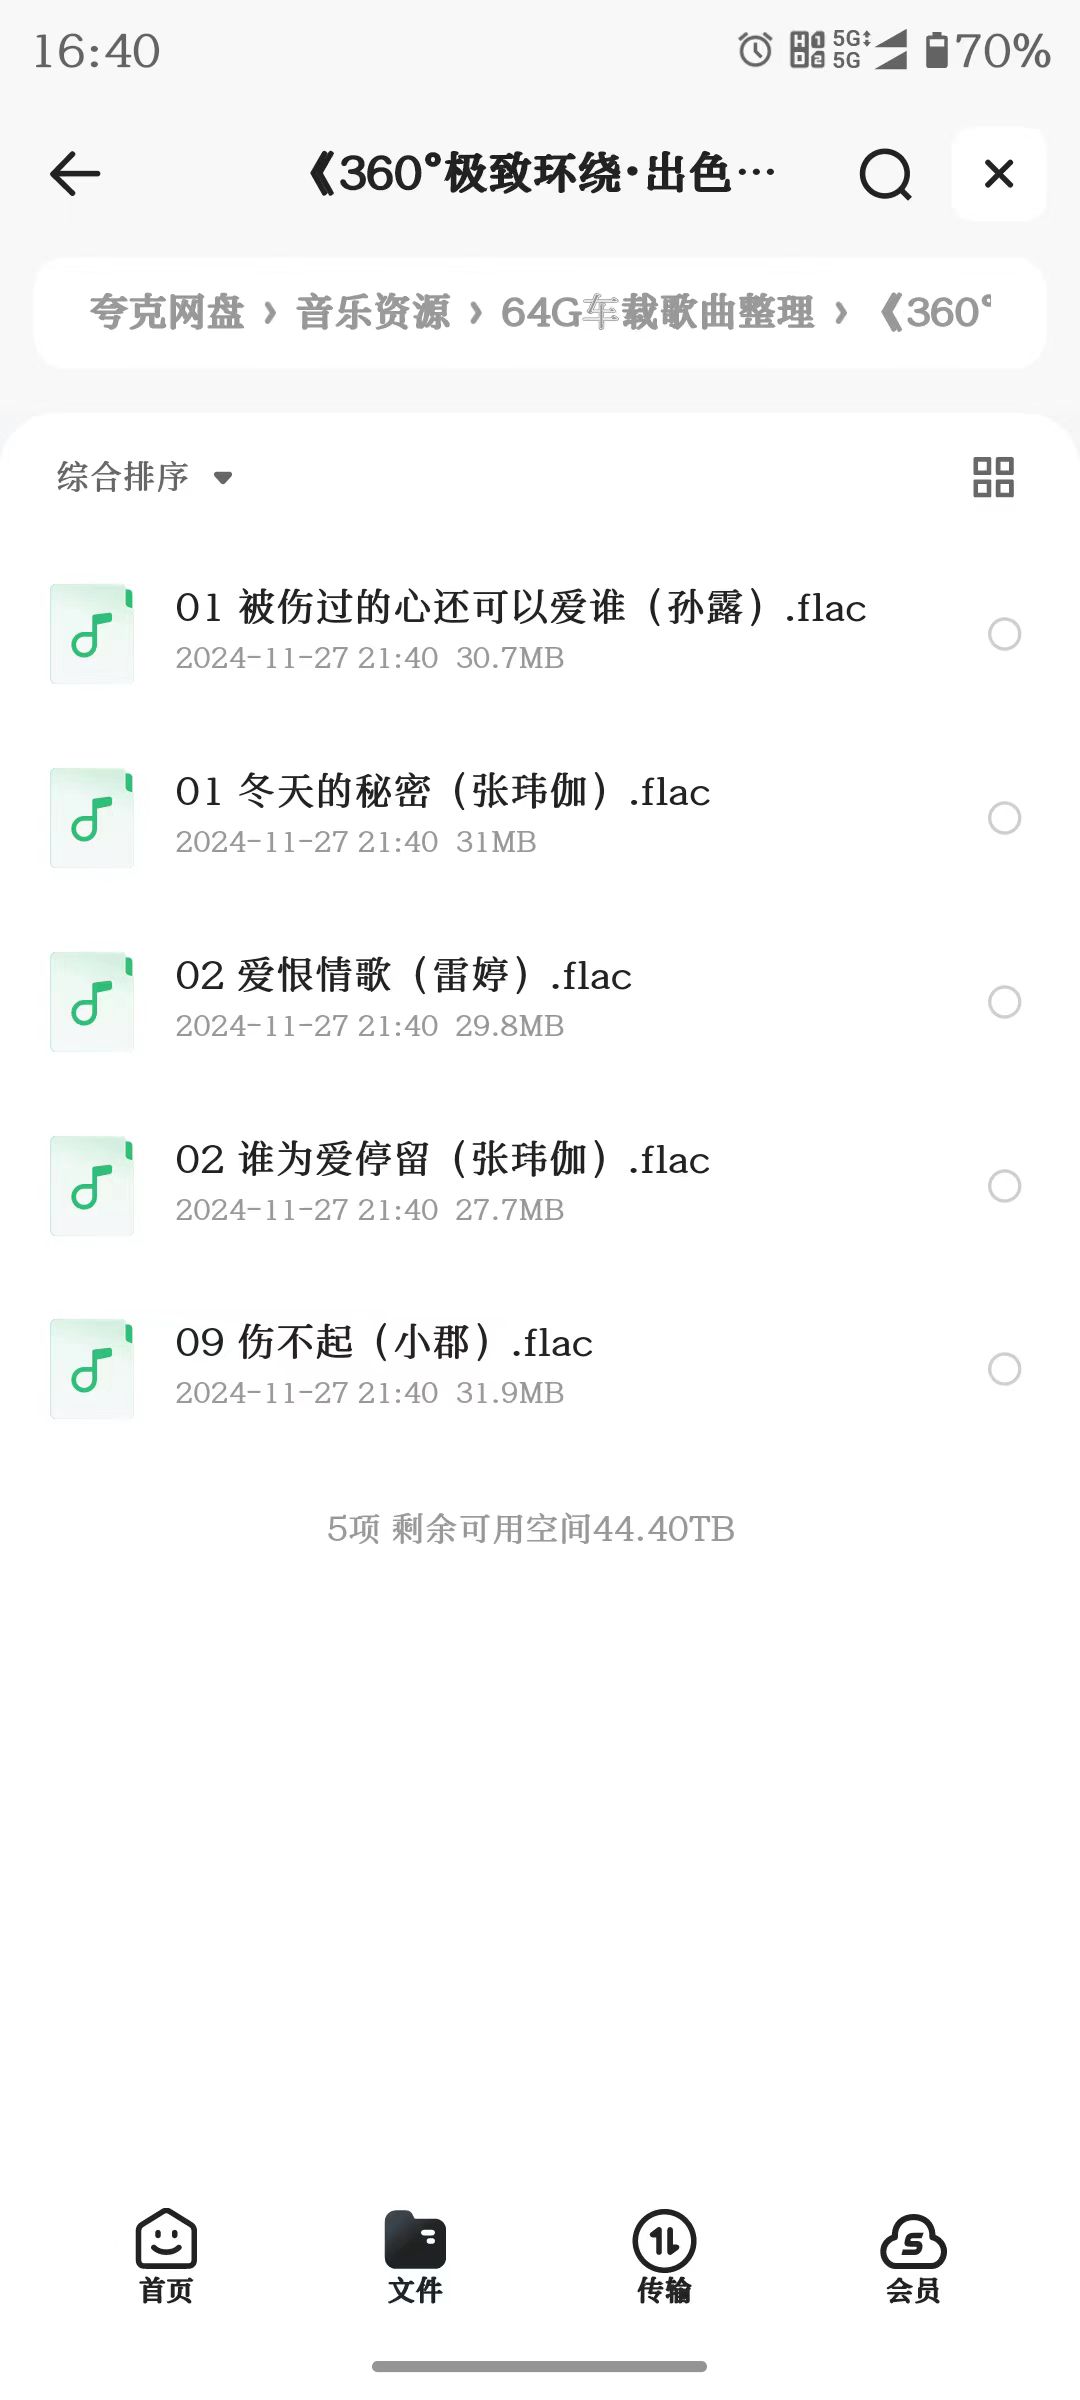 16:40
5G
5G
70%
《360°极致环绕·出色…
夸克网盘 › 音乐资源 › 64G车载歌曲整理 › 《360°
综合排序
01 被伤过的心还可以爱谁（孙露）.flac
2024-11-27 21:40 30.7MB
01 冬天的秘密（张玮伽）.flac
2024-11-27 21:40 31MB
02 爱恨情歌（雷婷）.flac
2024-11-27 21:40 29.8MB
02 谁为爱停留（张玮伽）.flac
2024-11-27 21:40 27.7MB
09 伤不起（小郡）.flac
2024-11-27 21:40 31.9MB
5项 剩余可用空间44.40TB
首页 文件 传输 会员